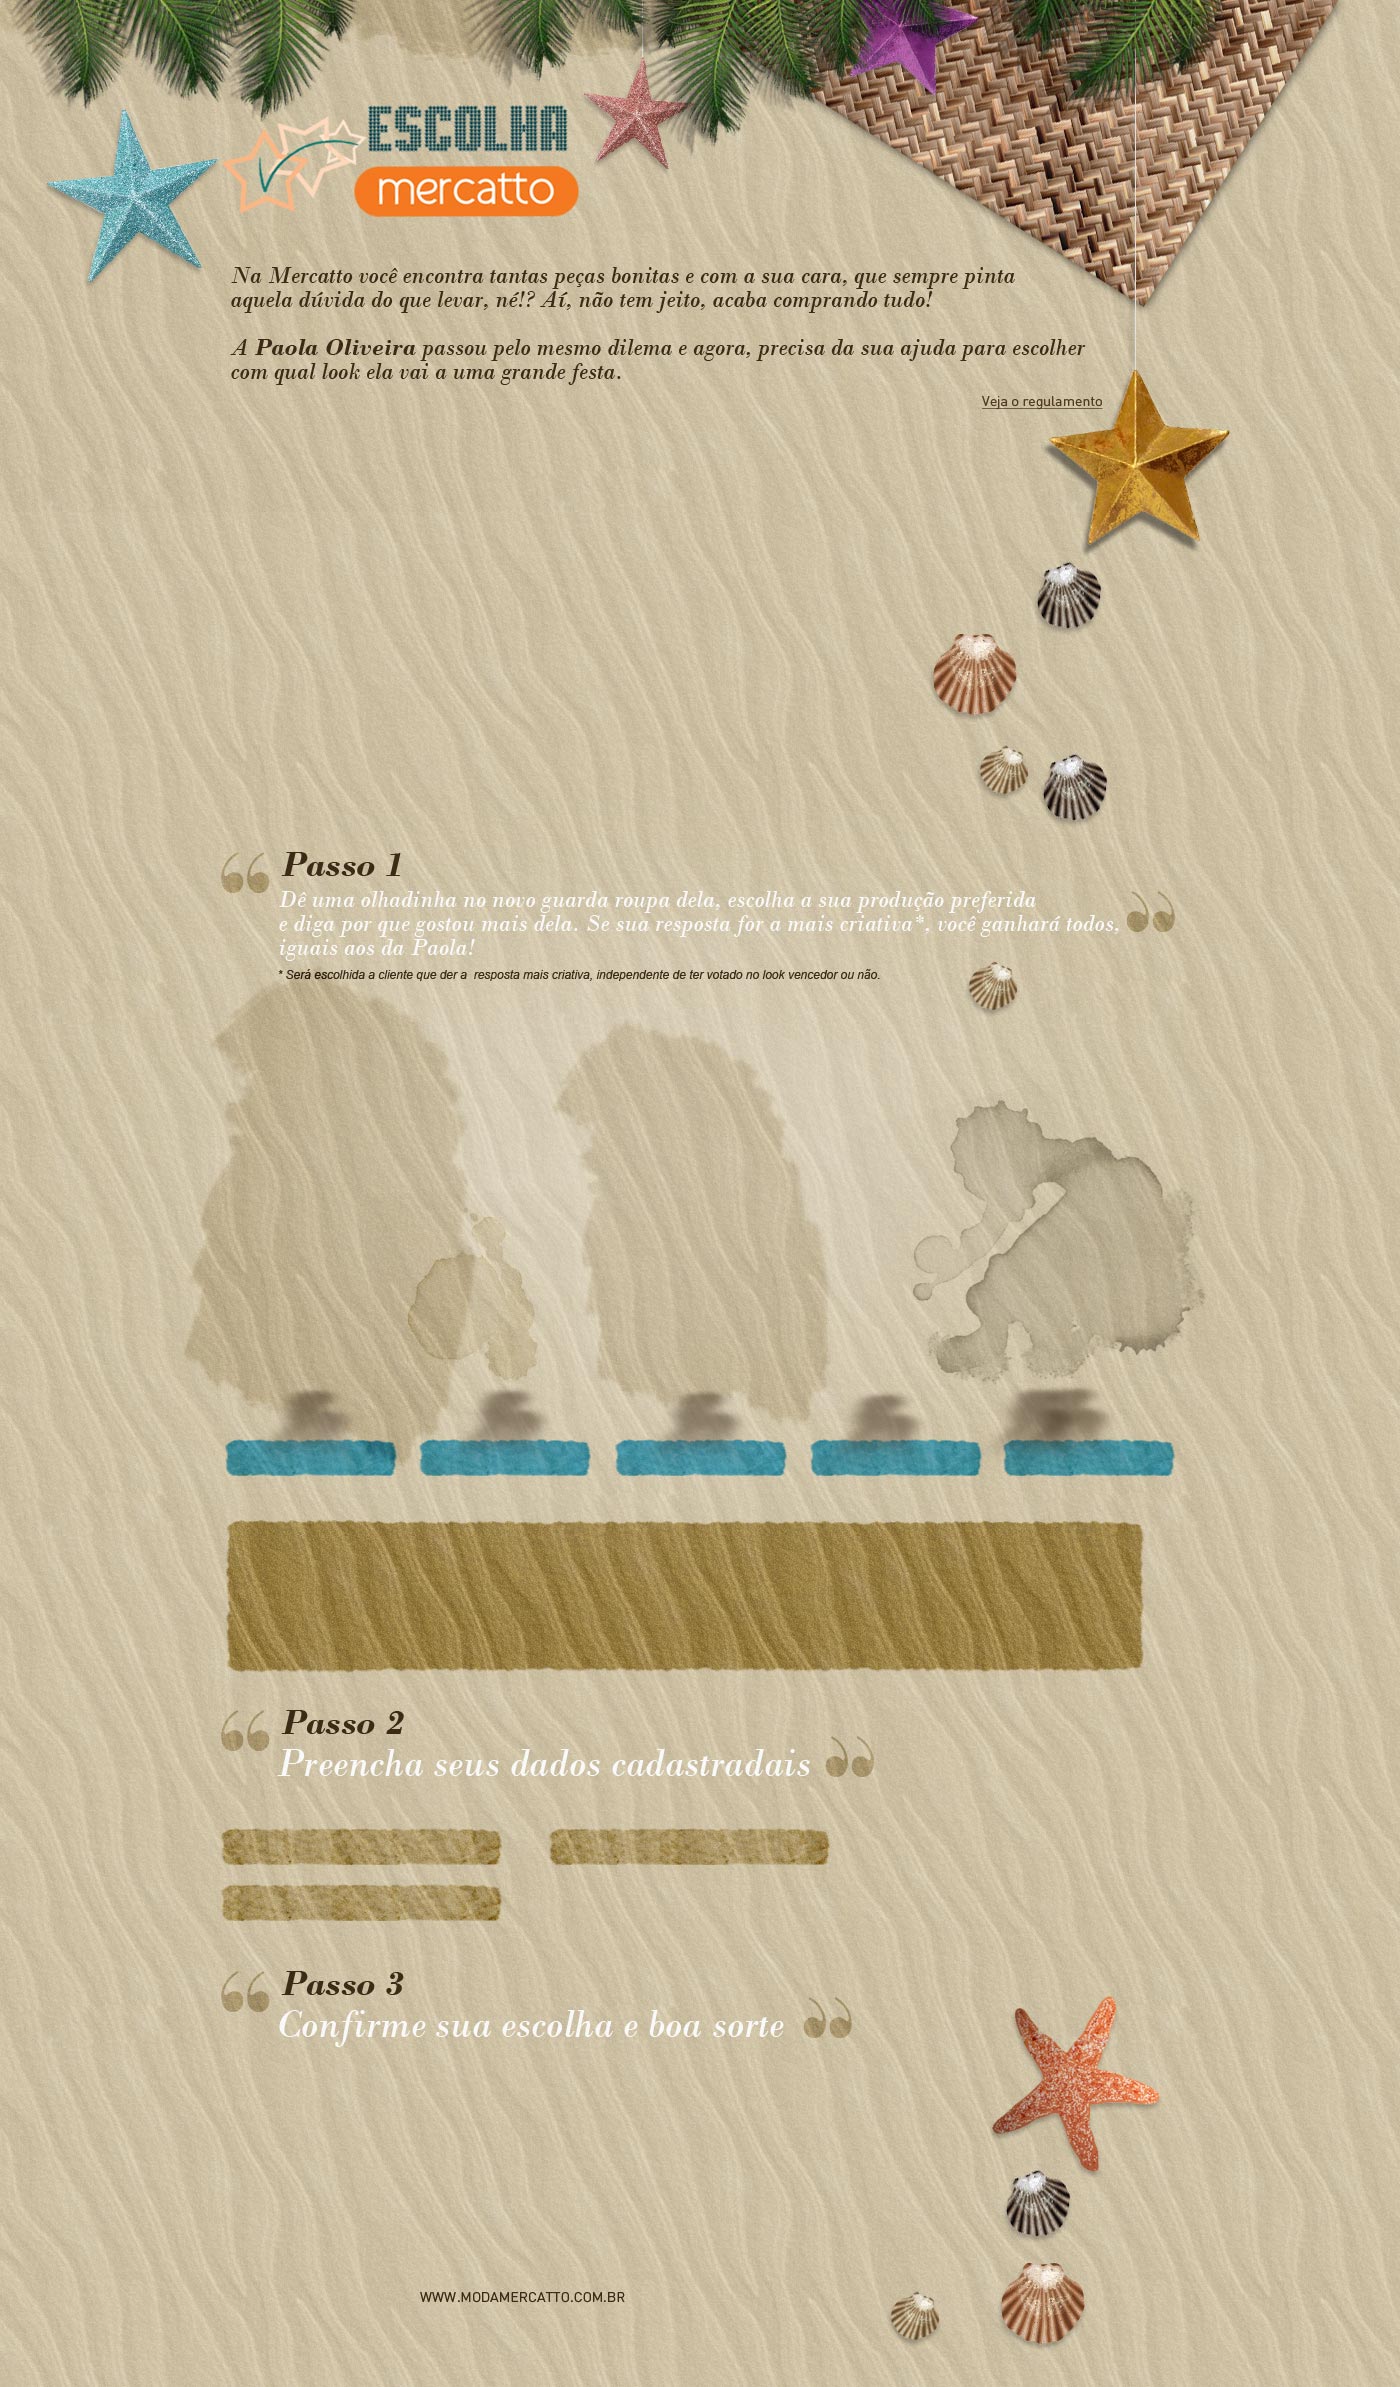 ESCOLHA
mercatto
Na Mercatto você encontra tantas peças bonitas e com a sua cara, que sempre pinta
aquela dúvida do que levar, né!? Aí, não tem jeito, acaba comprando tudo!
A Paola Oliveira passou pelo mesmo dilema e agora, precisa da sua ajuda para escolher
com qual look ela vai a uma grande festa.
Veja o regulamento
“ Passo 1
Dê uma olhadinha no novo guarda roupa dela, escolha a sua produção preferida
e diga por que gostou mais dela. Se sua resposta for a mais criativa*, você ganhará todos, ”
iguais aos da Paola!
* Será escolhida a cliente que der a resposta mais criativa, independente de ter votado no look vencedor ou não.
“ Passo 2
Preencha seus dados cadastradais ”
“ Passo 3
Confirme sua escolha e boa sorte ”
WWW.MODAMERCATTO.COM.BR